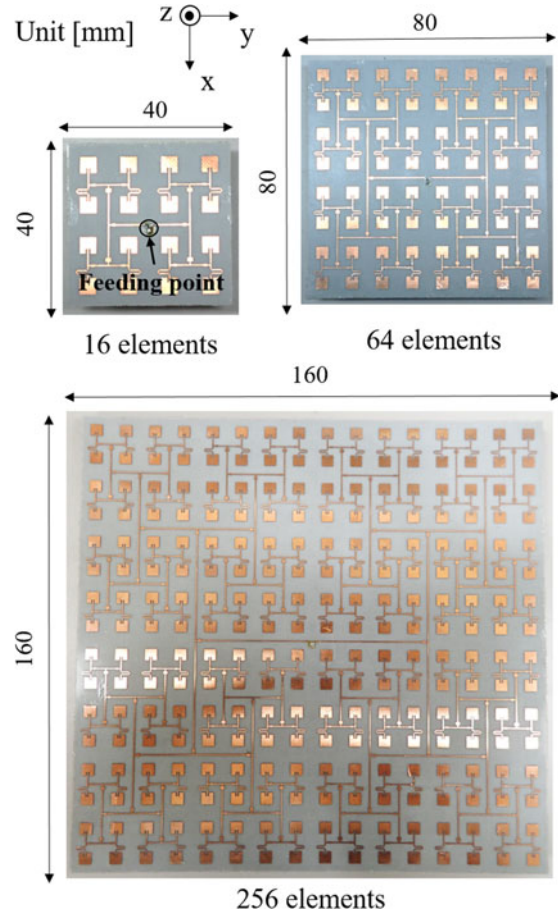 Unit [mm]
z
y
x
40
40
Feeding point
16 elements
80
80
64 elements
160
160
256 elements